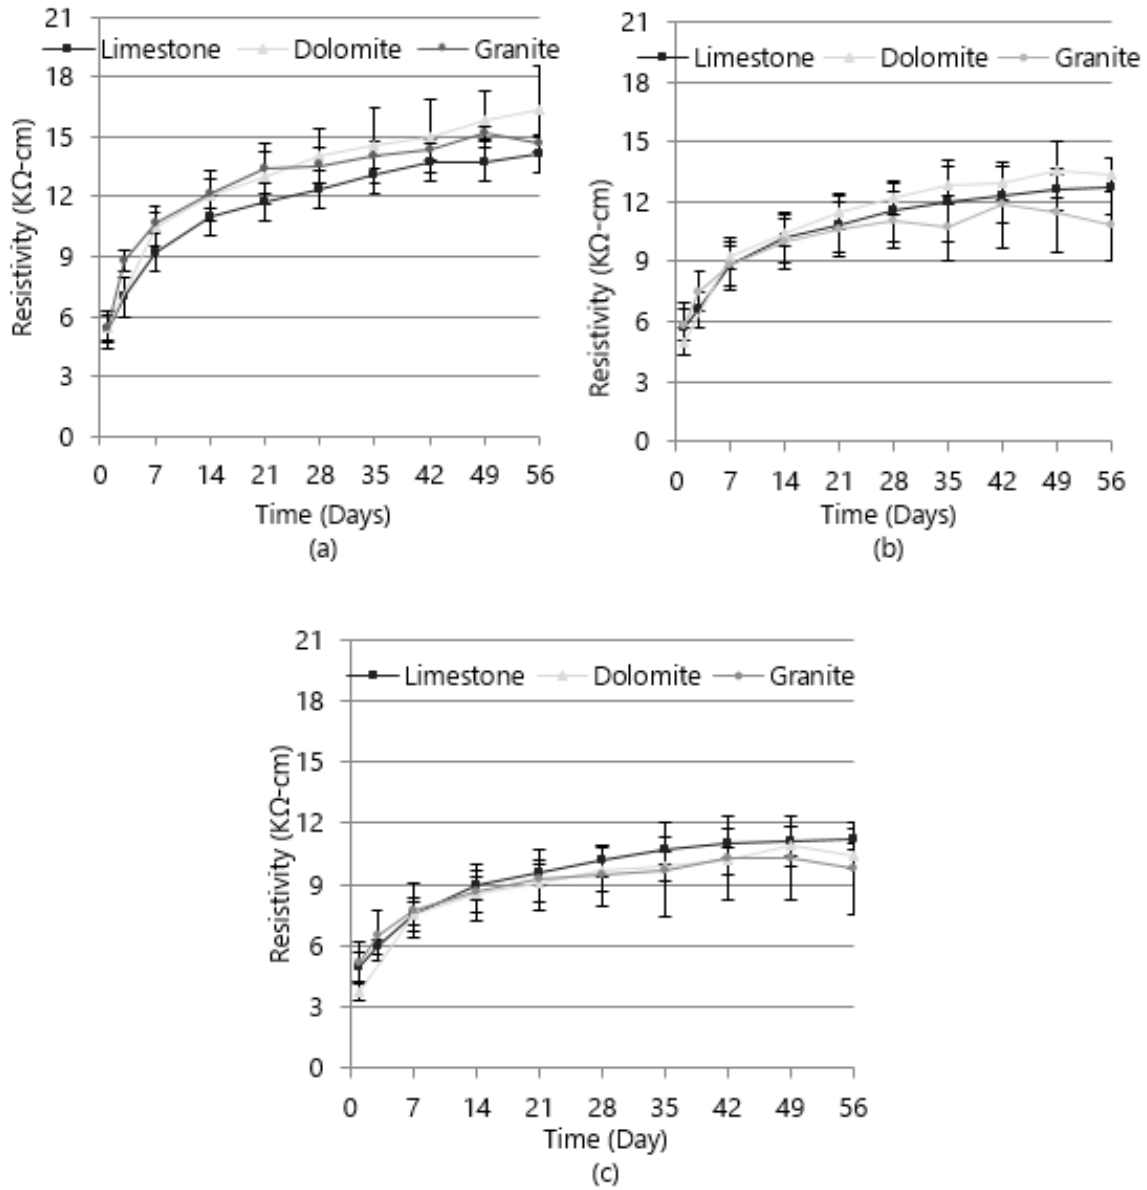 21
Limestone Dolomite Granite
18
15
12
9
6
3
0
Resistivity (KΩ-cm)
0 7 14 21 28 35 42 49 56
Time (Days)
(a)
21
Limestone Dolomite Granite
18
15
12
9
6
3
0
Resistivity (KΩ-cm)
0 7 14 21 28 35 42 49 56
Time (Days)
(b)
21
Limestone Dolomite Granite
18
15
12
9
6
3
0
Resistivity (KΩ-cm)
0 7 14 21 28 35 42 49 56
Time (Day)
(c)